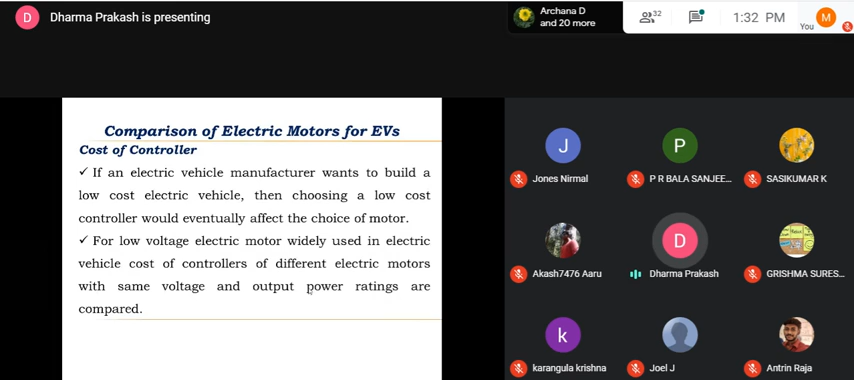 D Dharma Prakash is presenting
Archana D
and 20 more
32
1:32 PM
You
M
Comparison of Electric Motors for EVs
Cost of Controller
✓ If an electric vehicle manufacturer wants to build a
low cost electric vehicle, then choosing a low cost
controller would eventually affect the choice of motor.
✓ For low voltage electric motor widely used in electric
vehicle cost of controllers of different electric motors
with same voltage and output power ratings are
compared.
J
P
Jones Nirmal
P R BALA SANJEE...
SASIKUMAR K
D
Akash7476 Aaru
Dharma Prakash
GRISHMA SURES...
k
karangula krishna
Joel J
Antrin Raja